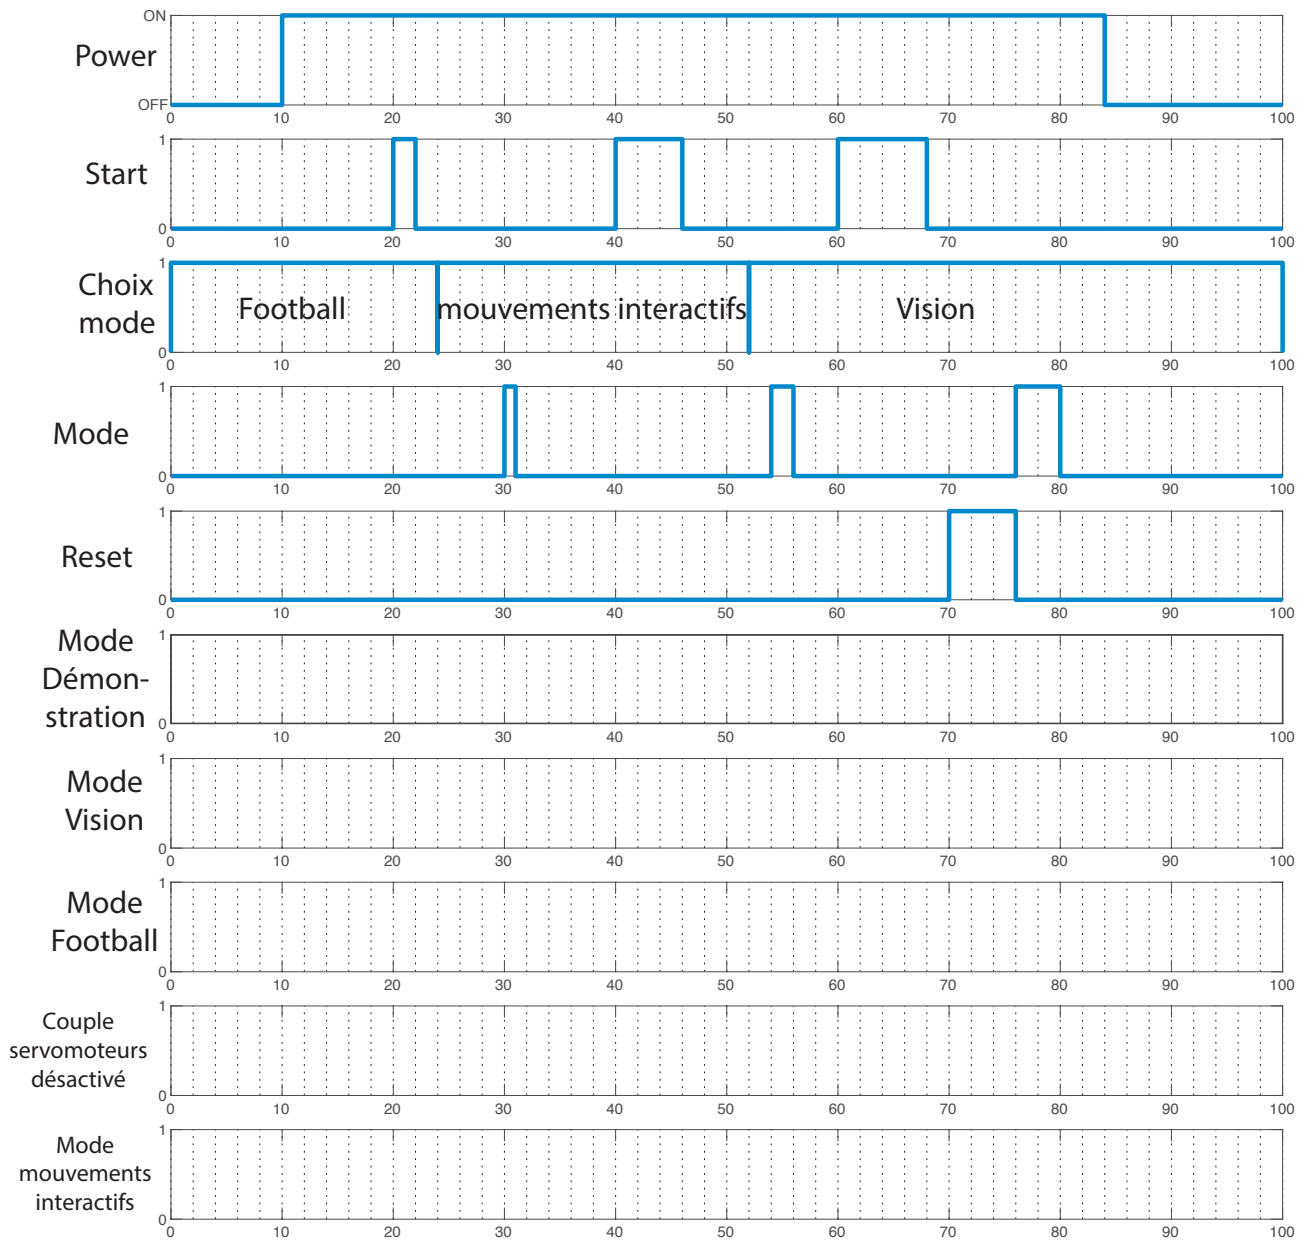 ON
Power
OFF
0 10 20 30 40 50 60 70 80 90 100
1
Start
0
0 10 20 30 40 50 60 70 80 90 100
1
Choix
mode
Football mouvements interactifs Vision
0
0 10 20 30 40 50 60 70 80 90 100
1
Mode
0
0 10 20 30 40 50 60 70 80 90 100
1
Reset
0
0 10 20 30 40 50 60 70 80 90 100
1
Mode
Démon-
stration
0
0 10 20 30 40 50 60 70 80 90 100
1
Mode
Vision
0
0 10 20 30 40 50 60 70 80 90 100
1
Mode
Football
0
0 10 20 30 40 50 60 70 80 90 100
1
Couple
servomoteurs
désactivé
0
0 10 20 30 40 50 60 70 80 90 100
1
Mode
mouvements
interactifs
0
0 10 20 30 40 50 60 70 80 90 100